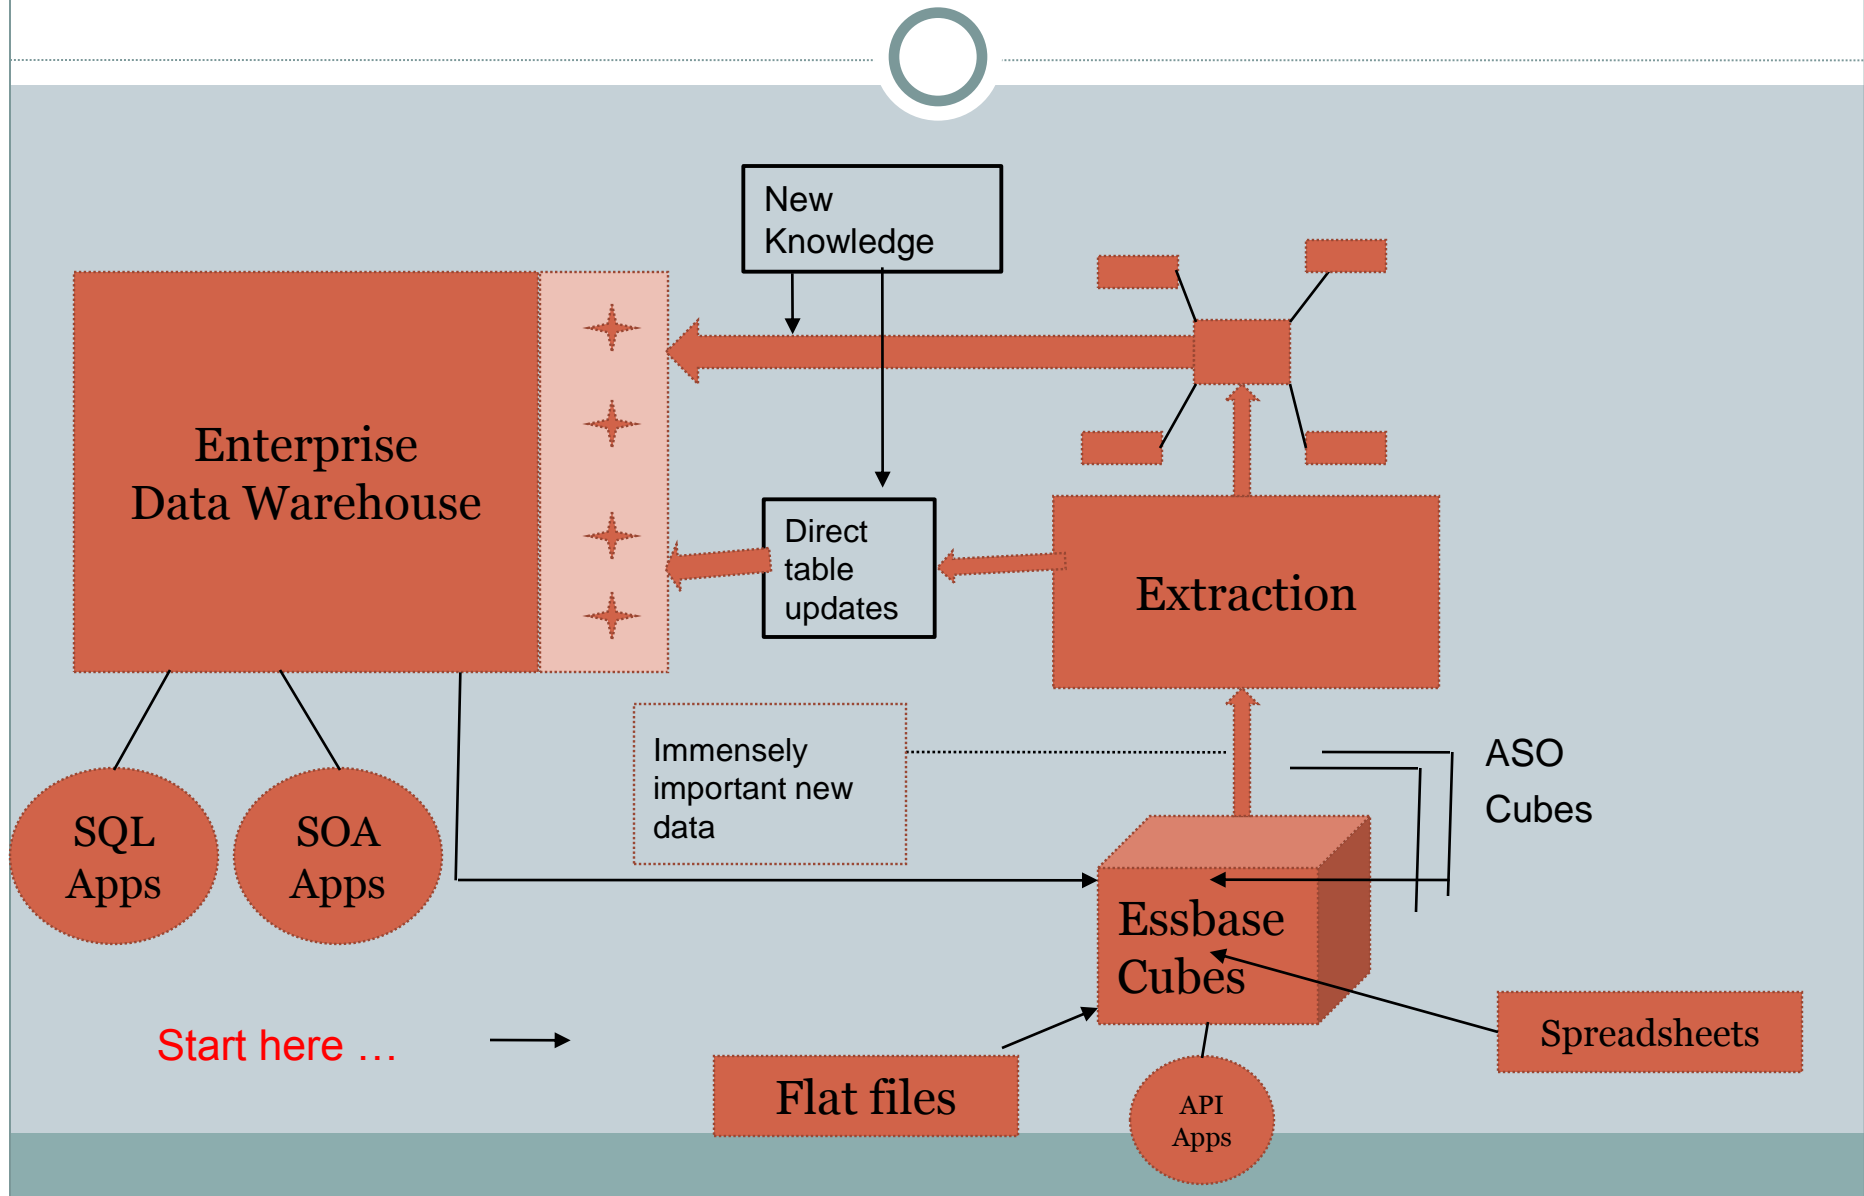 New
Knowledge
Enterprise
Data Warehouse
Direct
table
updates
Extraction
Immensely
important new
data
ASO
Cubes
SQL
Apps
SOA
Apps
Essbase
Cubes
Start here …
Spreadsheets
Flat files
API
Apps